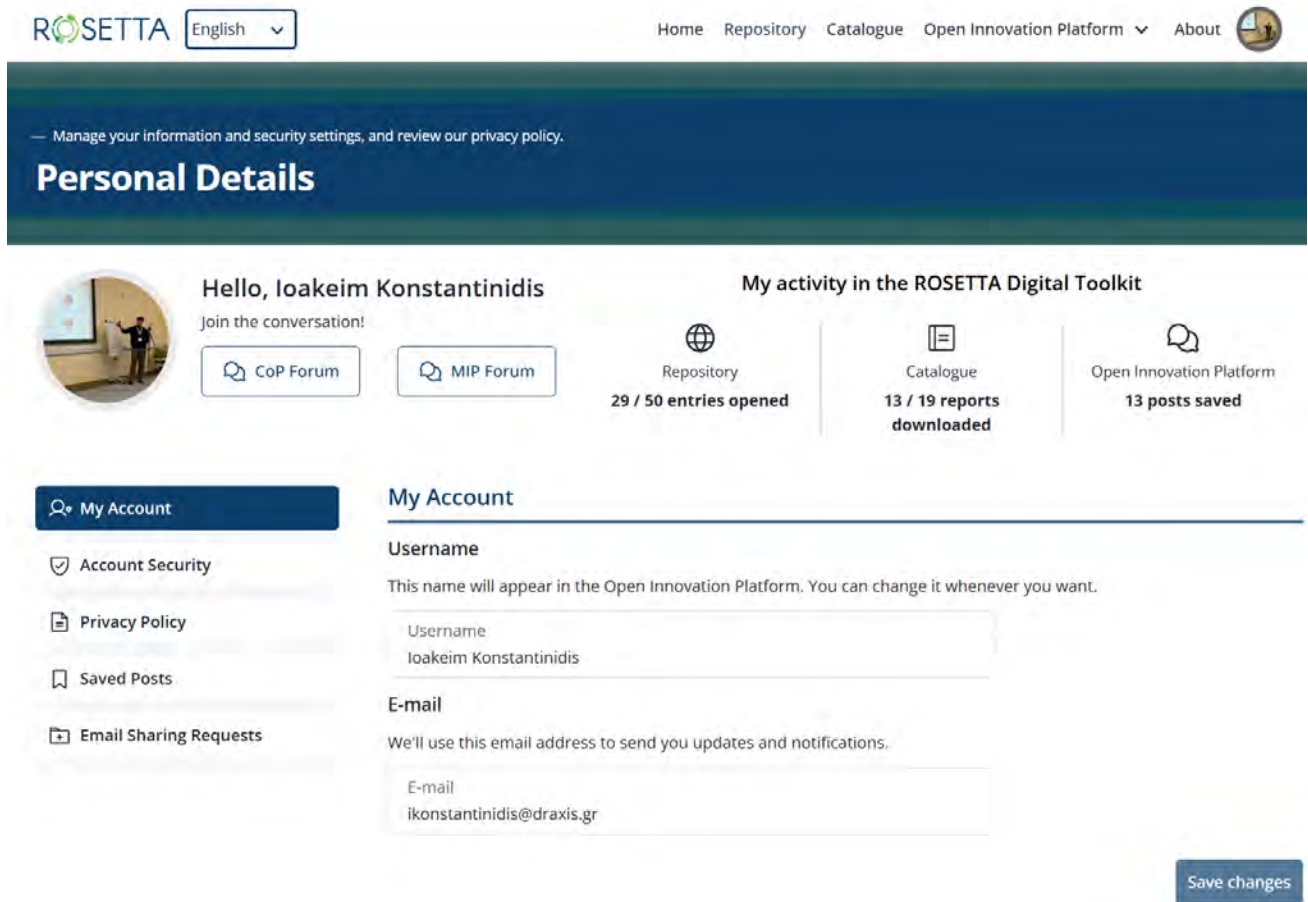 ROSETTA English
Home Repository Catalogue Open Innovation Platform About
— Manage your information and security settings, and review our privacy policy.
Personal Details
Hello, Ioakeim Konstantinidis
Join the conversation!
CoP Forum MIP Forum
My activity in the ROSETTA Digital Toolkit
Repository
29 / 50 entries opened
Catalogue
13 / 19 reports
downloaded
Open Innovation Platform
13 posts saved
My Account
Account Security
Privacy Policy
Saved Posts
Email Sharing Requests
My Account
Username
This name will appear in the Open Innovation Platform. You can change it whenever you want.
Username
Ioakeim Konstantinidis
E-mail
We'll use this email address to send you updates and notifications.
E-mail
ikonstantinidis@draxis.gr
Save changes